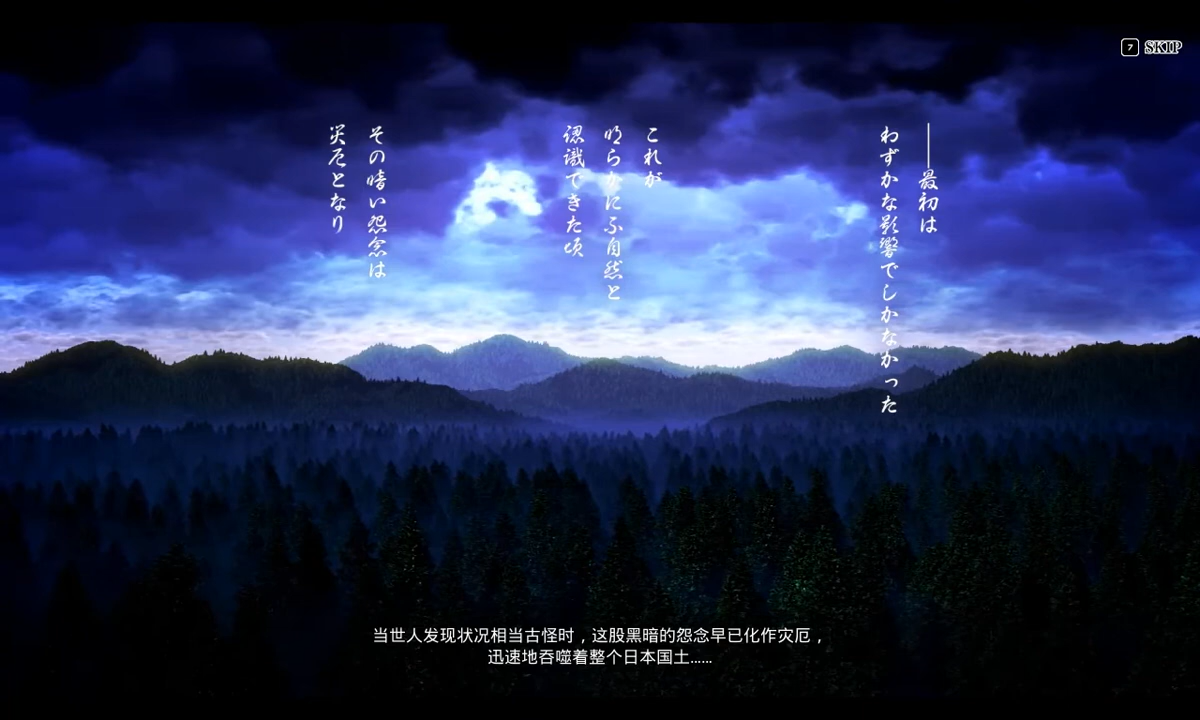 7 SKIP
――最初は
わずかな影響でしかなかった
これが
明らかにふ自然と
認識できた頃
その暗い怨念は
災厄となり
当世人发现状况相当古怪时，这股黑暗的怨念早已化作灾厄，
迅速地吞噬着整个日本国土……